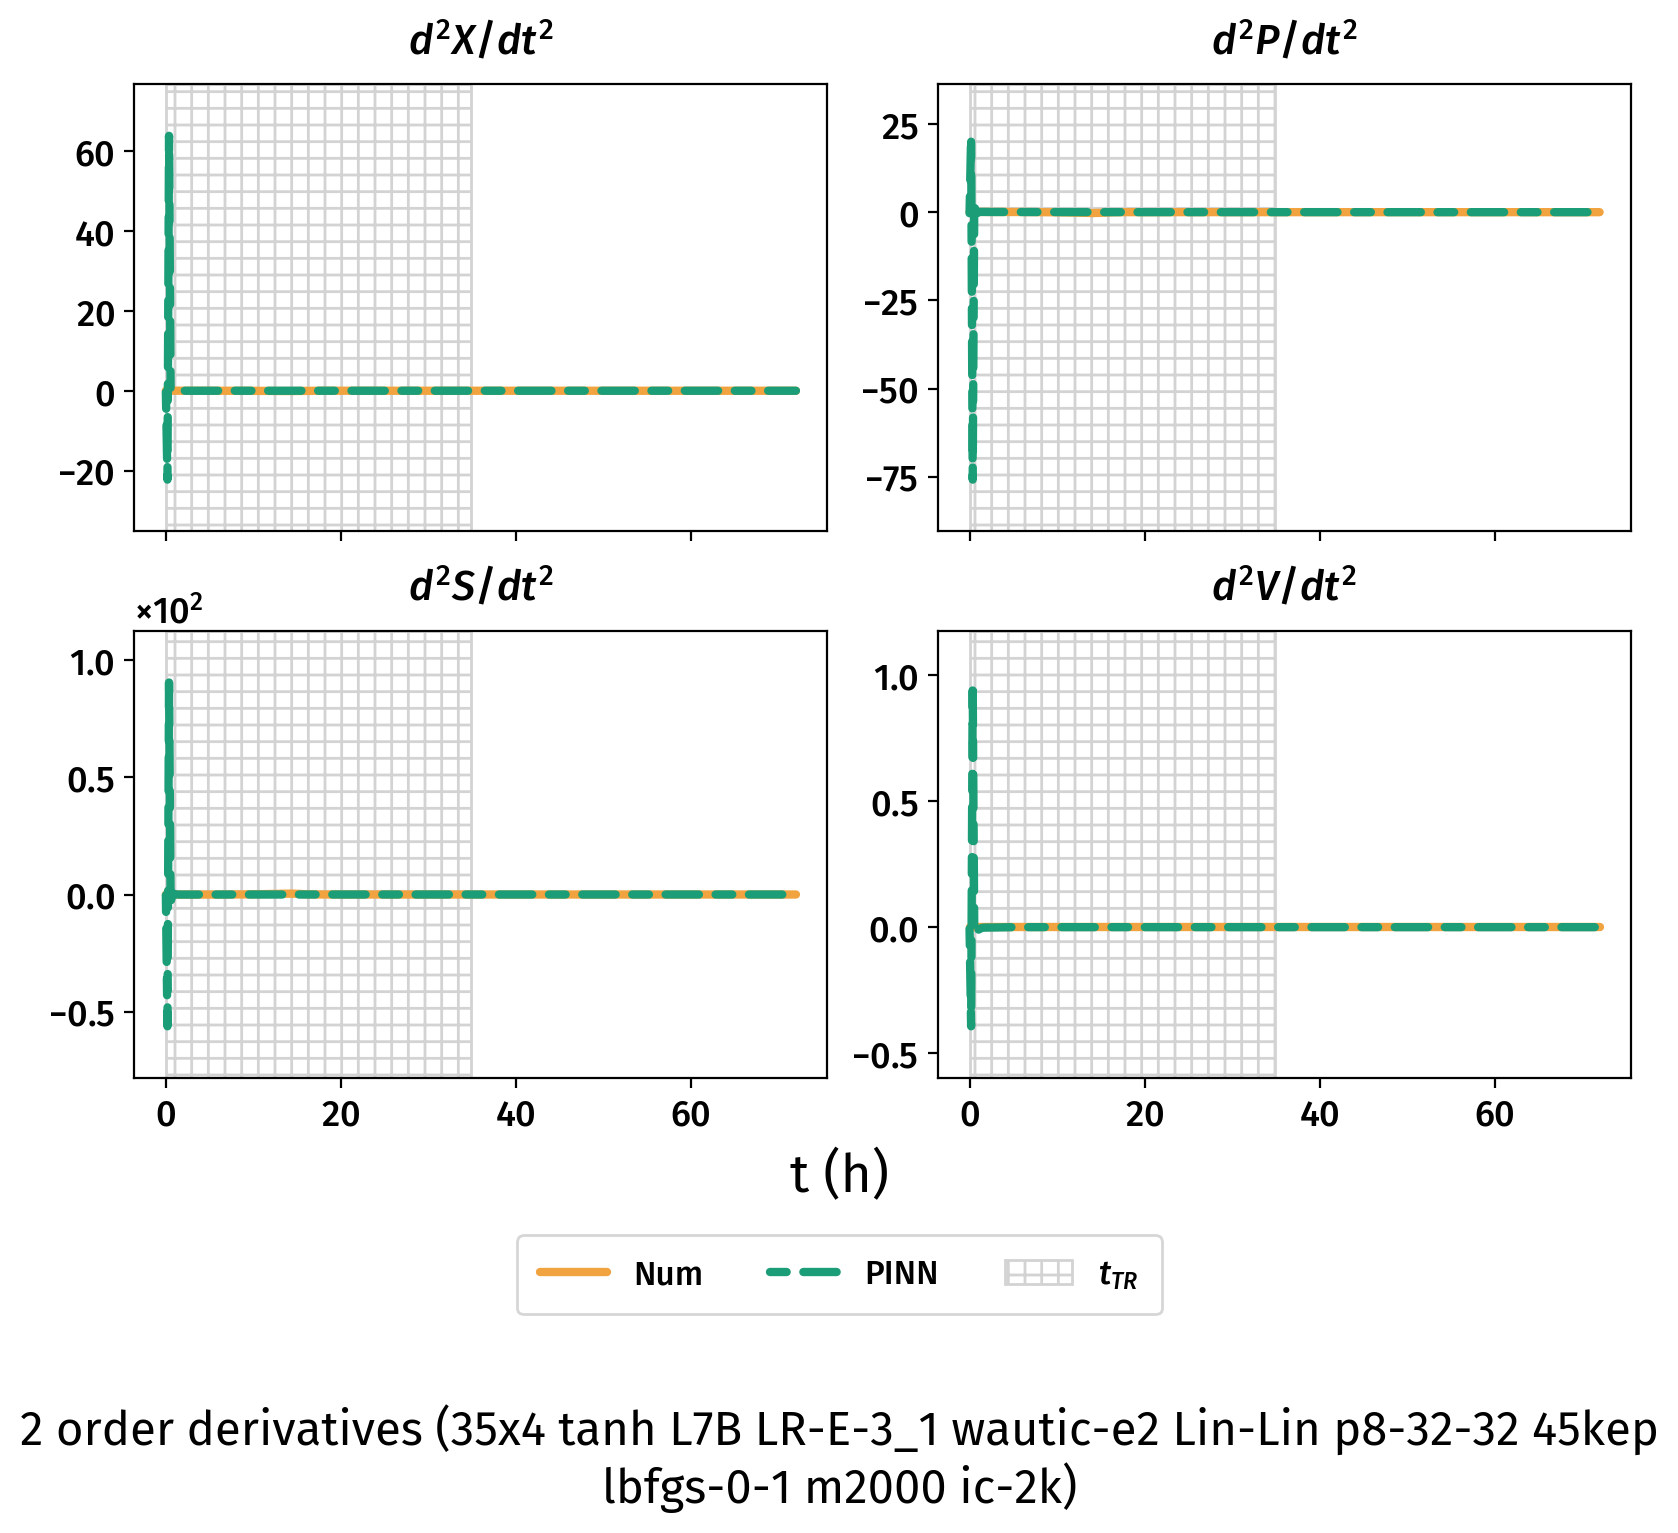 d²X/dt²
d²P/dt²
60
40
20
0
−20
25
0
−25
−50
−75
d²S/dt²
d²V/dt²
×10²
1.0
0.5
0.0
−0.5
0
20
40
60
1.0
0.5
0.0
−0.5
0
20
40
60
t (h)
Num
PINN
t_TR
2 order derivatives (35x4 tanh L7B LR-E-3_1 wautic-e2 Lin-Lin p8-32-32 45kep
lbfgs-0-1 m2000 ic-2k)